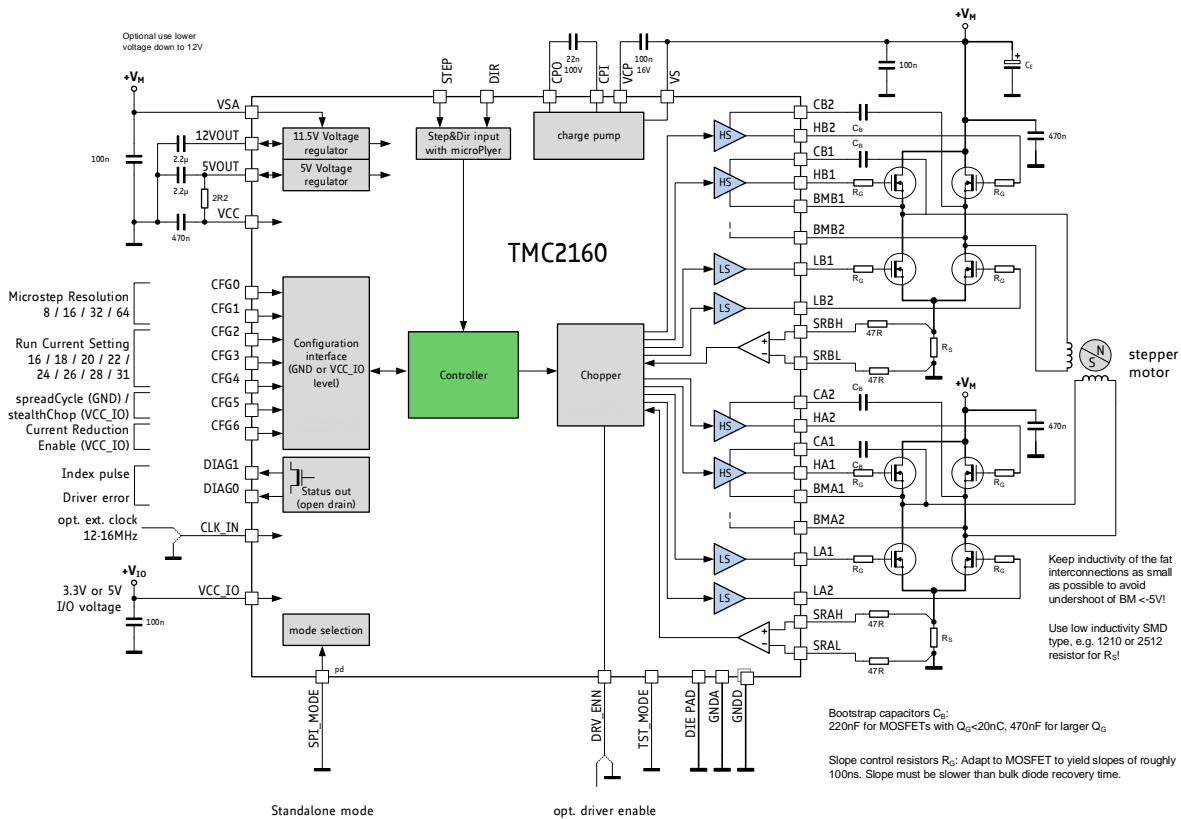 Optional use lower
voltage down to 12V
+VM
VSA
12VOUT
5VOUT
VCC
100n
2.2µ
2.2µ
2R2
470n
11.5V Voltage
regulator
5V Voltage
regulator
STEP
DIR
Step&Dir input
with microPlyer
CPO
22n
100V
CPI
VCP
100n
16V
VS
charge pump
+VM
100n
CE
470n
TMC2160
HS
HS
LS
LS
CB2
HB2
CB1
HB1
BMB1
BMB2
LB1
LB2
SRBH
SRBL
CB
CB
RG
RG
RG
RG
47R
47R
RS
+
-
Microstep Resolution
8 / 16 / 32 / 64
Run Current Setting
16 / 18 / 20 / 22 /
24 / 26 / 28 / 31
spreadCycle (GND) /
stealthChop (VCC_IO)
Current Reduction
Enable (VCC_IO)
CFG0
CFG1
CFG2
CFG3
CFG4
CFG5
CFG6
Configuration
interface
(GND or VCC_IO
level)
Controller
Chopper
N
S
stepper
motor
Index pulse
Driver error
DIAG1
DIAG0
Status out
(open drain)
opt. ext. clock
12-16MHz
CLK_IN
+VIO
3.3V or 5V
I/O voltage
VCC_IO
100n
mode selection
pd
+VM
470n
HS
HS
LS
LS
CA2
HA2
CA1
HA1
BMA1
BMA2
LA1
LA2
SRAH
SRAL
CB
CB
RG
RG
RG
RG
47R
47R
RS
+
-
Keep inductivity of the fat
interconnections as small
as possible to avoid
undershoot of BM <-5V!
Use low inductivity SMD
type, e.g. 1210 or 2512
resistor for RS!
SPI_MODE
DRV_ENN
TST_MODE
DIE PAD
GNDA
GNDD
Bootstrap capacitors CB:
220nF for MOSFETs with QG<20nC, 470nF for larger QG
Slope control resistors RG: Adapt to MOSFET to yield slopes of roughly
100ns. Slope must be slower than bulk diode recovery time.
Standalone mode
opt. driver enable